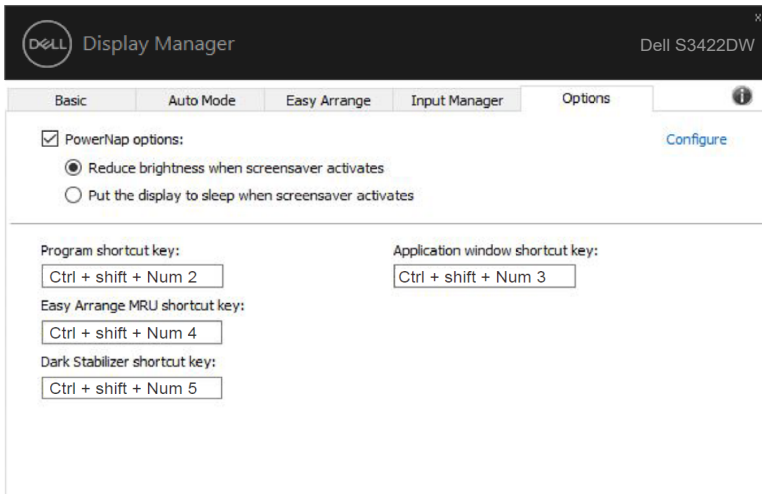 x
DELL Display Manager
Dell S3422DW
Basic Auto Mode Easy Arrange Input Manager Options i
PowerNap options: Configure
Reduce brightness when screensaver activates
Put the display to sleep when screensaver activates
Program shortcut key: Application window shortcut key:
Ctrl + shift + Num 2 Ctrl + shift + Num 3
Easy Arrange MRU shortcut key:
Ctrl + shift + Num 4
Dark Stabilizer shortcut key:
Ctrl + shift + Num 5